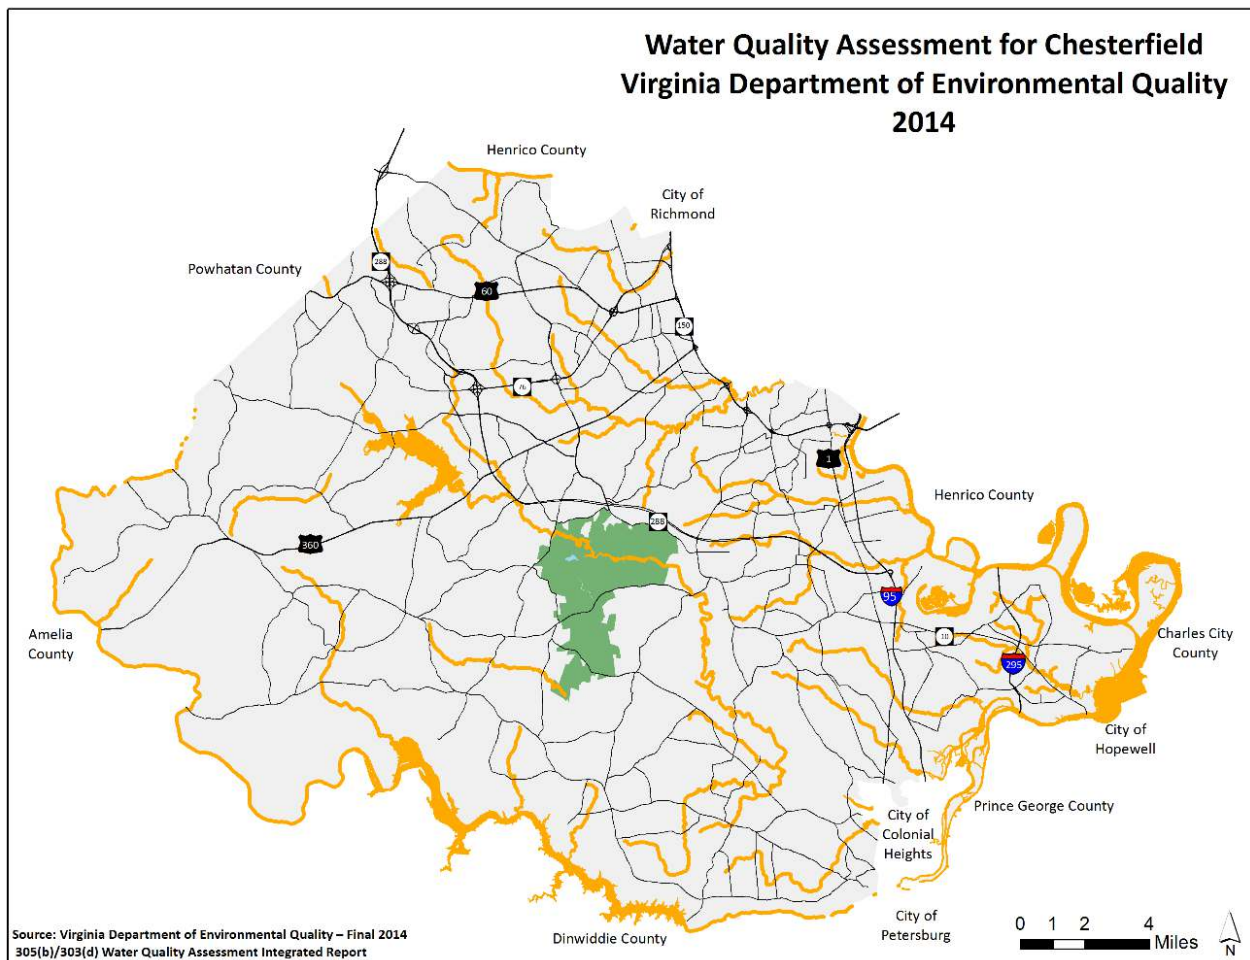 Water Quality Assessment for Chesterfield
Virginia Department of Environmental Quality
2014
Henrico County
City of
Richmond
Powhatan County
288
60
150
76
1
Henrico County
288
360
95
10
295
Amelia
County
Charles City
County
City of
Hopewell
Prince George County
City of
Colonial
Heights
City of
Petersburg
Dinwiddie County
Source: Virginia Department of Environmental Quality – Final 2014
305(b)/303(d) Water Quality Assessment Integrated Report
0 1 2 4
Miles
N